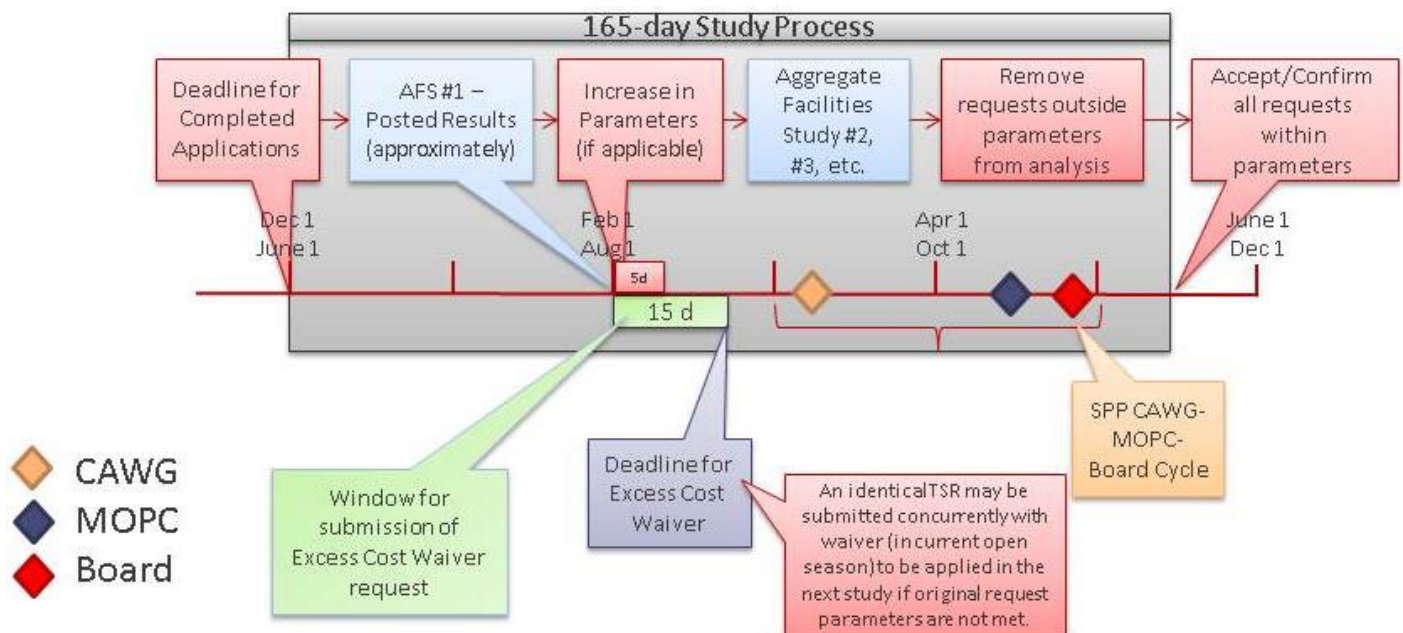 165-day Study Process
Deadline for
Completed
Applications
AFS #1 –
Posted Results
(approximately)
Increase in
Parameters
(if applicable)
Aggregate
Facilities
Study #2,
#3, etc.
Remove
requests outside
parameters
from analysis
Accept/Confirm
all requests
within
parameters
Dec 1
June 1
Feb 1
Aug 1
Apr 1
Oct 1
June 1
Dec 1
5d
15 d
CAWG
MOPC
Board
Window for
submission of
Excess Cost Waiver
request
Deadline for
Excess Cost
Waiver
An identical TSR may be
submitted concurrently with
waiver (in current open
season) to be applied in the
next study if original request
parameters are not met.
SPP CAWG-
MOPC-
Board Cycle